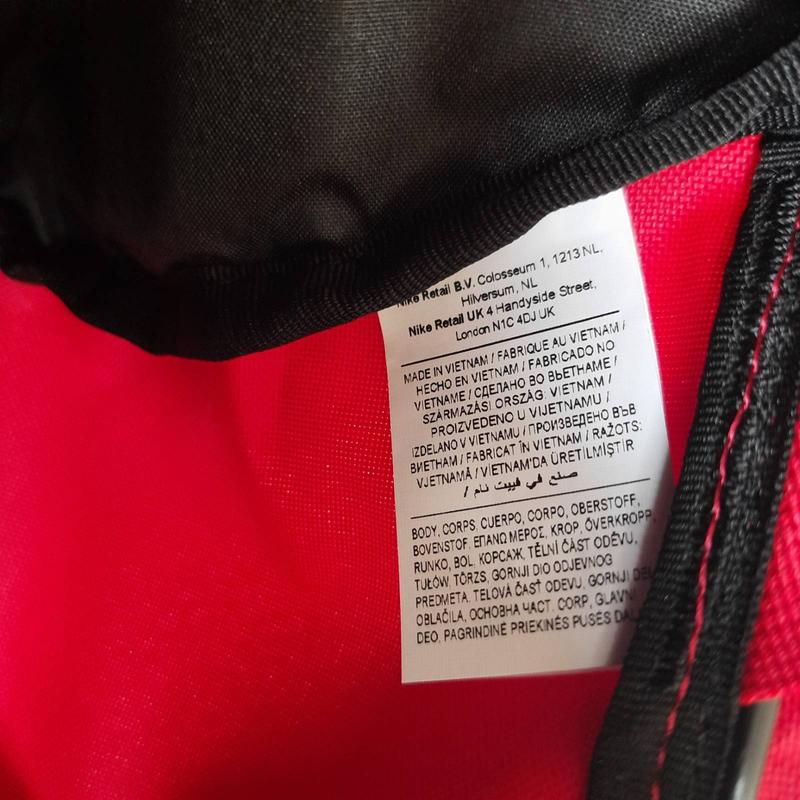 Nike Retail B.V. Colosseum 1, 1213 NL,
Hilversum, NL
Nike Retail UK 4 Handyside Street,
London N1C 4DJ UK
MADE IN VIETNAM / FABRIQUE AU VIETNAM /
HECHO EN VIETNAM / FABRICADO NO
VIETNAME / СДЕЛАНО ВО ВЬЕТНАМЕ /
SZÁRMAZÁSI ORSZÁG: VIETNAM /
PROIZVEDENO U VIJETNAMU /
IZDELANO V VIETNAMU / ПРОИЗВЕДЕНО ВЪВ
ВИЕТНАМ / FABRICAT ÎN VIETNAM / RAŽOTS:
VJETNAMĀ / VIETNAM'DA ÜRETİLMİŞTİR
/ صنع في فييت نام
BODY, CORPS, CUERPO, CORPO, OBERSTOFF,
BOVENSTOF, ΕΠΑΝΩ ΜΕΡΟΣ, KROP, ÖVERKROPP,
RUNKO, BOL, КОРСАЖ, TĚLNÍ ČÁST ODĚVU,
TUŁÓW, TÖRZS, GORNJI DIO ODJEVNOG
PREDMETA, TELOVÁ ČASŤ ODEVU, GORNJI DEL
OBLAČILA, ОСНОВНА ЧАСТ, CORP, GLAVNI
DEO, PAGRINDINĖ PRIEKINĖS PUSĖS